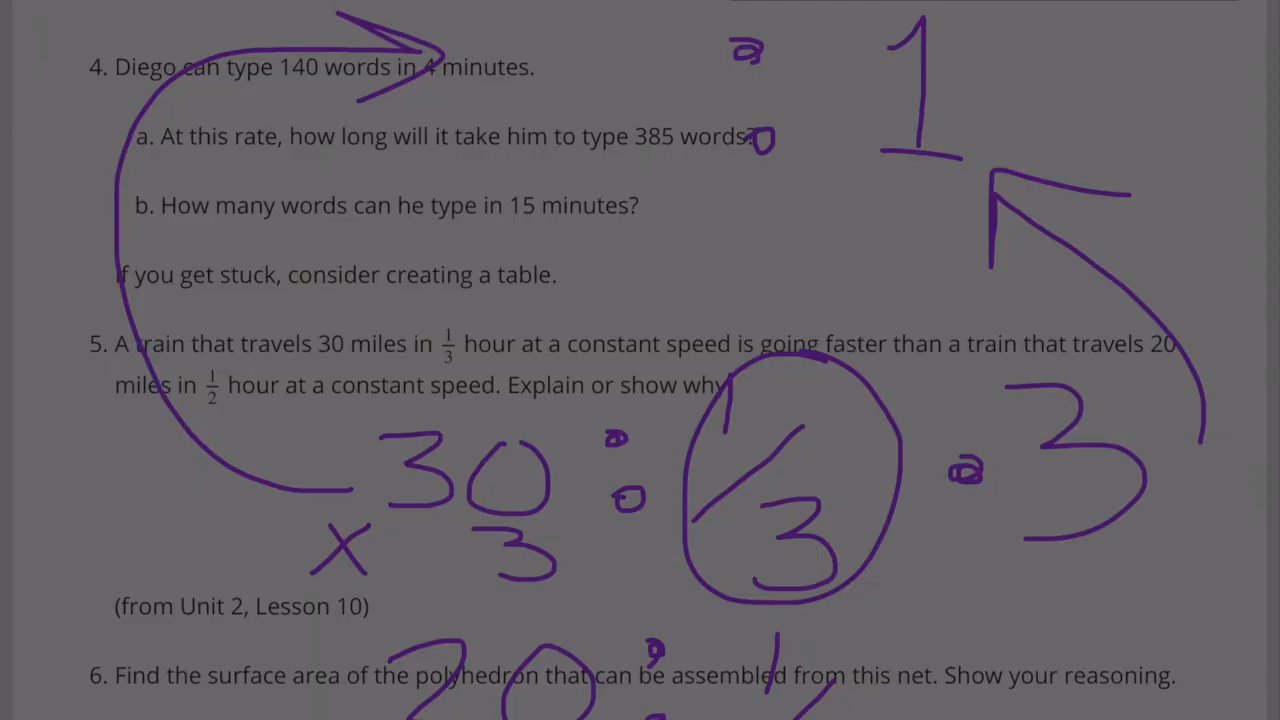 4. Diego can type 140 words in 4 minutes.
: 1
a. At this rate, how long will it take him to type 385 words?
b. How many words can he type in 15 minutes?
If you get stuck, consider creating a table.
5. A train that travels 30 miles in 1/3 hour at a constant speed is going faster than a train that travels 20
miles in 1/2 hour at a constant speed. Explain or show why.
30 : 1/3 · 3
x 3
(from Unit 2, Lesson 10)
6. Find the surface area of the polyhedron that can be assembled from this net. Show your reasoning.
20 : 1/